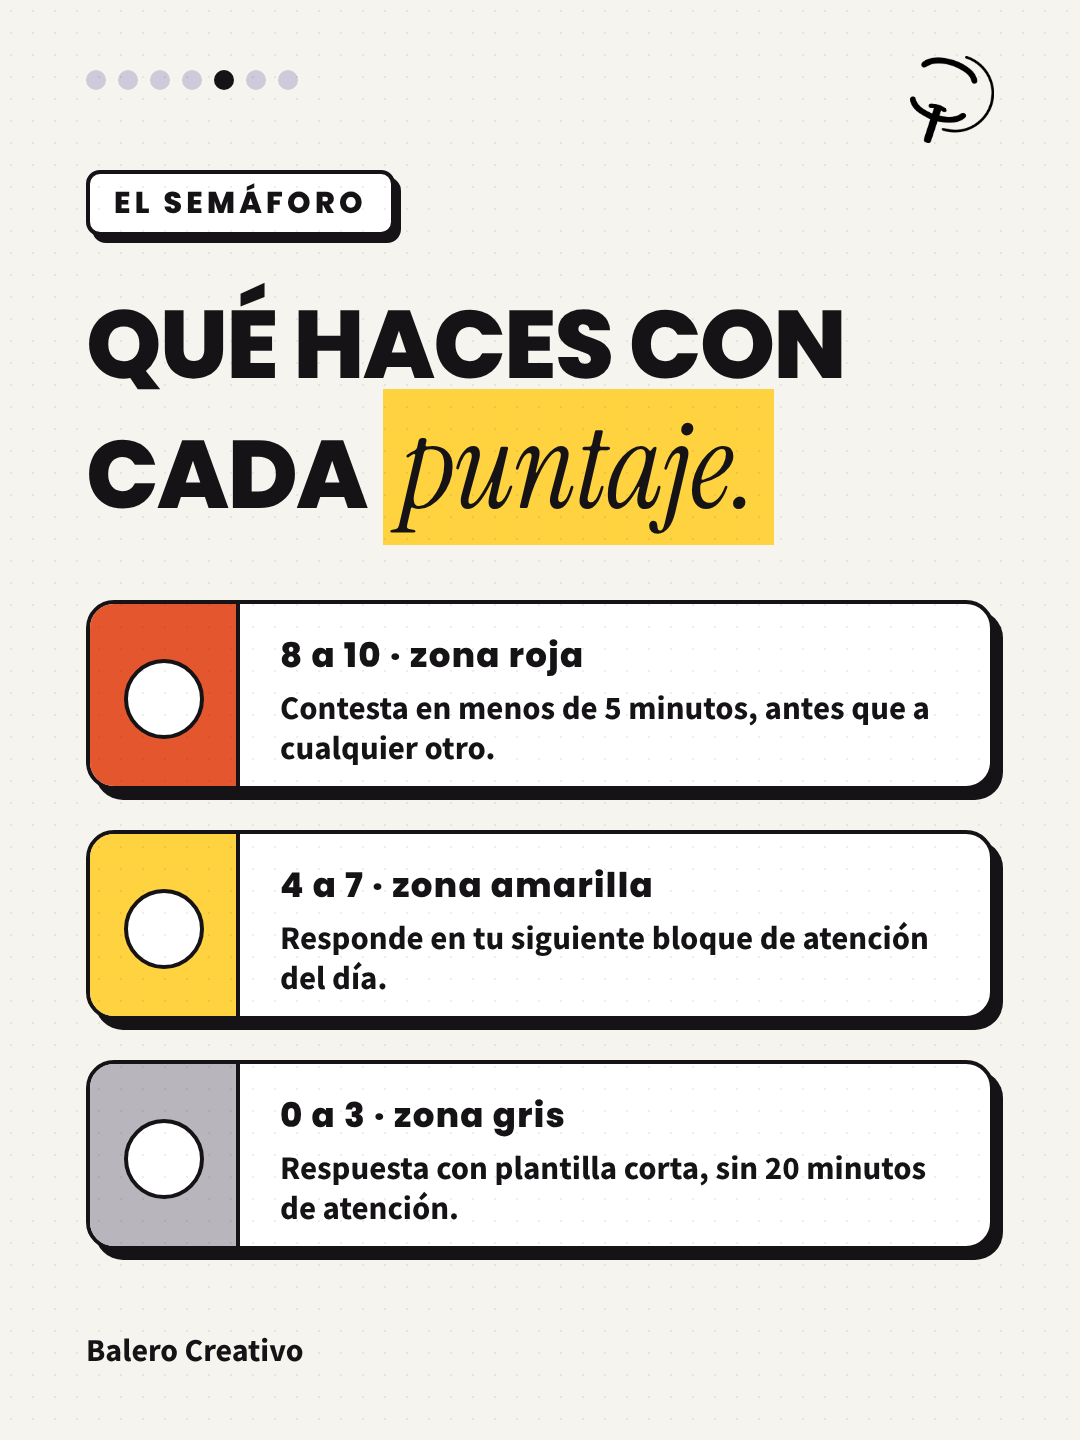 EL SEMÁFORO
QUÉ HACES CON
CADA puntaje.
8 a 10 · zona roja
Contesta en menos de 5 minutos, antes que a
cualquier otro.
4 a 7 · zona amarilla
Responde en tu siguiente bloque de atención
del día.
0 a 3 · zona gris
Respuesta con plantilla corta, sin 20 minutos
de atención.
Balero Creativo